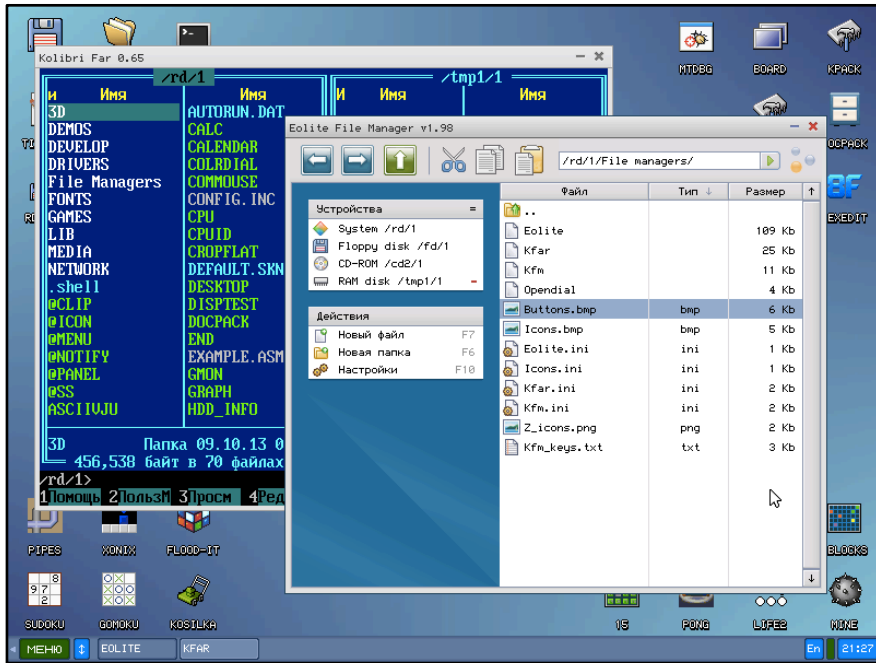 Kolibri Far 0.65
/rd/1
/tmp1/1
И Имя Имя И Имя Имя
3D AUTORUN.DAT
DEMOS CALC
DEVELOP CALENDAR
DRIVERS COLRDIAL
File Managers COMMOUSE
FONTS CONFIG.INC
GAMES CPU
LIB CPUID
MEDIA CROPFLAT
NETWORK DEFAULT.SKN
.shell DESKTOP
@CLIP DISPTEST
@ICON DOCPACK
@MENU END
@NOTIFY EXAMPLE.ASM
@PANEL GMON
@SS GRAPH
ASCIIVJU HDD_INFO
3D Папка 09.10.13 0
456,538 байт в 70 файлах
/rd/1>
1Помощь 2ПользМ 3Просм 4Ред
Eolite File Manager v1.98
/rd/1/File managers/
Устройства
System /rd/1
Floppy disk /fd/1
CD-ROM /cd2/1
RAM disk /tmp1/1
Действия
Новый файл F7
Новая папка F6
Настройки F10
Файл Тип ↓ Размер
..
Eolite 109 Kb
Kfar 25 Kb
Kfm 11 Kb
Opendial 4 Kb
Buttons.bmp bmp 6 Kb
Icons.bmp bmp 5 Kb
Eolite.ini ini 1 Kb
Icons.ini ini 1 Kb
Kfar.ini ini 2 Kb
Kfm.ini ini 2 Kb
Z_icons.png png 2 Kb
Kfm_keys.txt txt 3 Kb
MTDBG BOARD KPACK
OCPACK
EXEDIT
PIPES XONIX FLOOD-IT
BLOCKS
SUDOKU GOMOKU KOSILKA 15 PONG LIFE2 MINE
МЕНЮ EOLITE KFAR En 21:27